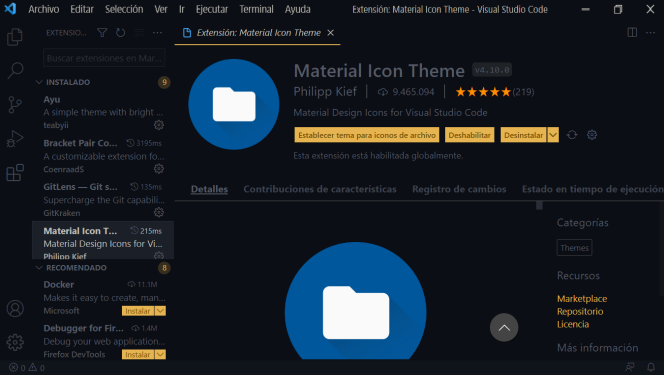 Archivo Editar Selección Ver Ir Ejecutar Terminal Ayuda Extensión: Material Icon Theme - Visual Studio Code
EXTENSIO...
Extensión: Material Icon Theme
Buscar extensiones en Mar...
INSTALADO 9
Ayu
A simple theme with bright ...
teabyii
Bracket Pair Co... 3195ms
A customizable extension fo...
CoenraadS
GitLens — Git s... 155ms
Supercharge the Git capabili...
GitKraken
Material Icon T... 215ms
Material Design Icons for Vi...
Philipp Kief
RECOMENDADO 8
Docker 11.1M
Makes it easy to create, man...
Microsoft Instalar
Debugger for Fir... 1.4M
Debug your web application...
Firefox DevTools Instalar
Material Icon Theme v4.10.0
Philipp Kief 9.465.094 (219)
Material Design Icons for Visual Studio Code
Establecer tema para iconos de archivo Deshabilitar Desinstalar
Esta extensión está habilitada globalmente.
Detalles Contribuciones de características Registro de cambios Estado en tiempo de ejecución
Categorías
Themes
Recursos
Marketplace
Repositorio
Licencia
Más información
0 0